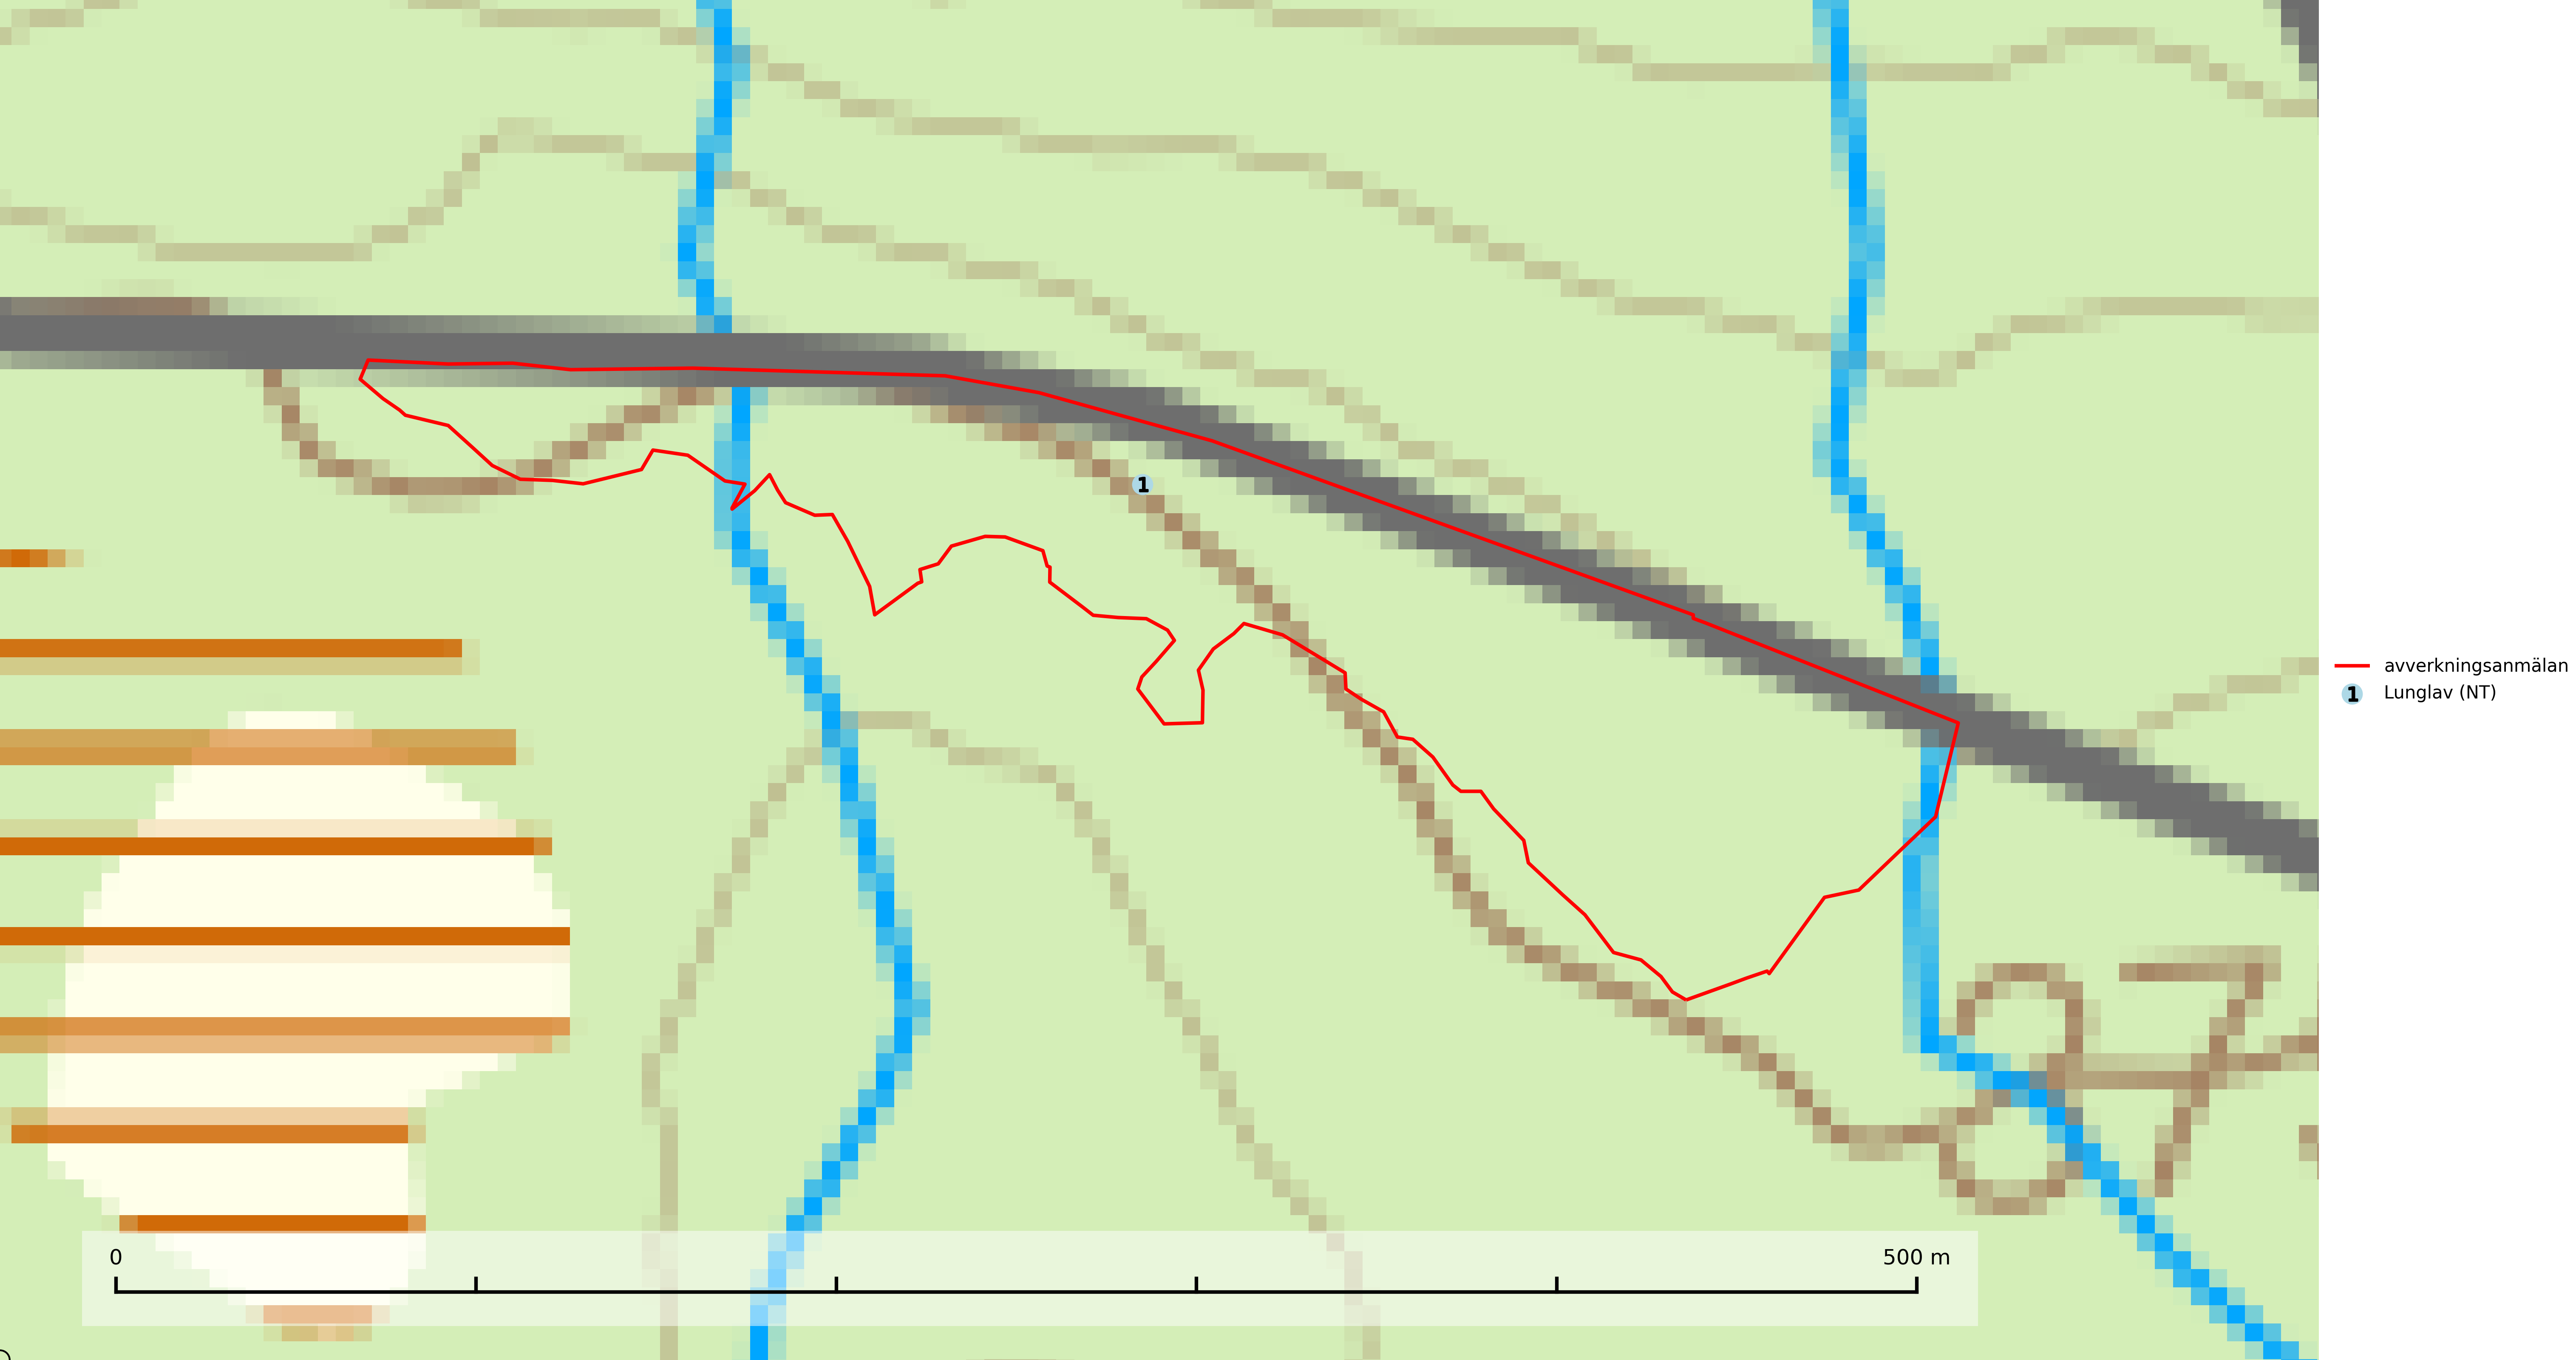 1
avverkningsanmälan
1 Lunglav (NT)
0 500 m